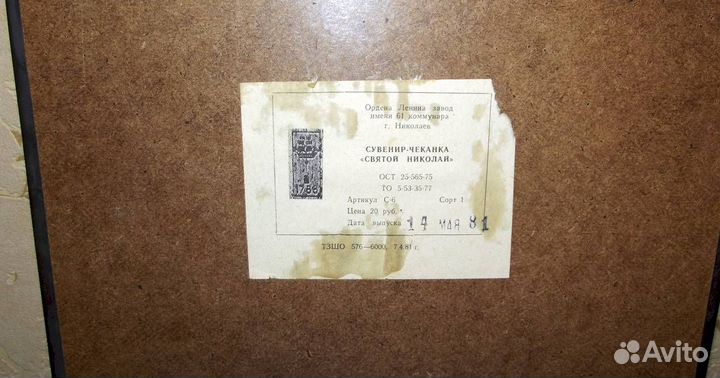 Ордена Ленина завод
имени 61 коммунара
г. Николаев
СУВЕНИР-ЧЕКАНКА
«СВЯТОЙ НИКОЛАЙ»
ОСТ 25-565-75
ТО 5-53-35-77
Артикул С-6 Сорт 1
Цена 20 руб.
Дата выпуска 14 МАЯ 81
ТЗШО 576—6000, 7.4.81 г.
1789
Avito